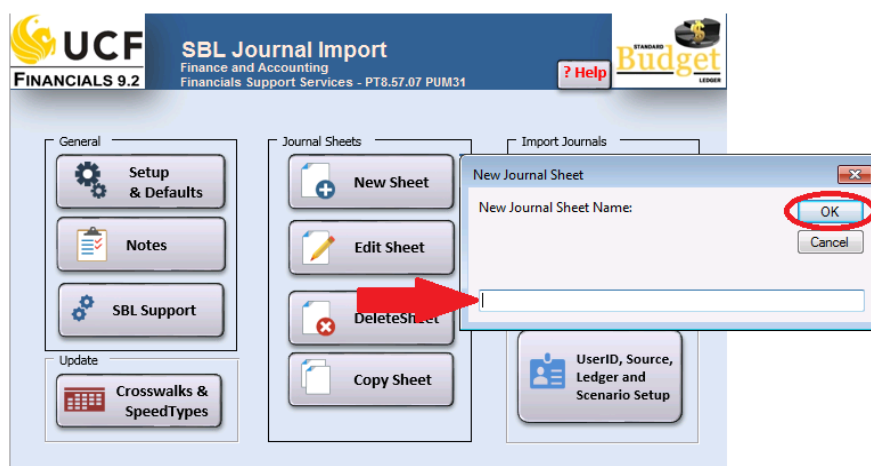 UCF
FINANCIALS 9.2
SBL Journal Import
Finance and Accounting
Financials Support Services - PT8.57.07 PUM31
? Help
STANDARD
Budget
LEDGER
General
Setup
& Defaults
Notes
SBL Support
Update
Crosswalks &
SpeedTypes
Journal Sheets
New Sheet
Edit Sheet
DeleteSheet
Copy Sheet
Import Journals
New Journal Sheet
New Journal Sheet Name:
OK
Cancel
UserID, Source,
Ledger and
Scenario Setup